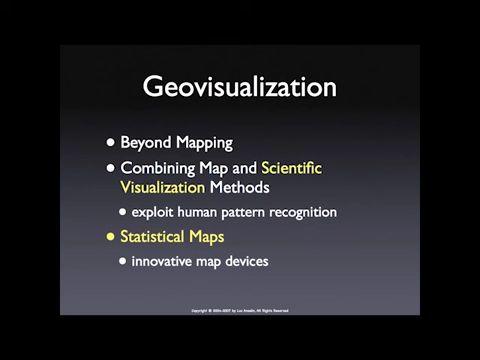 Geovisualization
• Beyond Mapping
• Combining Map and Scientific
Visualization Methods
• exploit human pattern recognition
• Statistical Maps
• innovative map devices
Copyright © 2004-2007 by Luc Anselin, All Rights Reserved